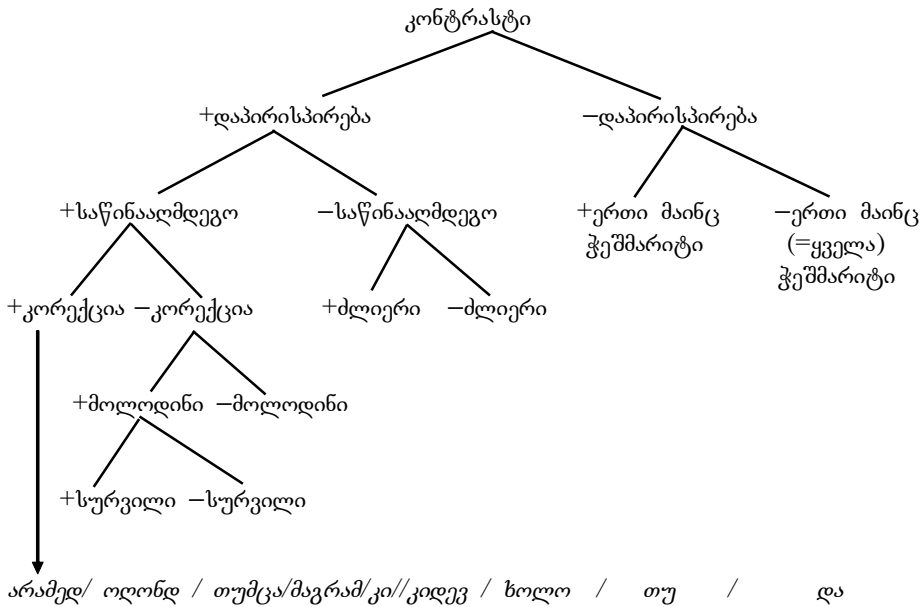 კონტრასტი
+დაპირისპირება −დაპირისპირება
+საწინააღმდეგო −საწინააღმდეგო +ერთი მაინც −ერთი მაინც
ჭეშმარიტი (=ყველა)
ჭეშმარიტი
+კორექცია −კორექცია +ძლიერი −ძლიერი
+მოლოდინი −მოლოდინი
+სურვილი −სურვილი
არამედ/ ოღონდ / თუმცა/მაგრამ/კი//კიდევ / ხოლო / თუ / და